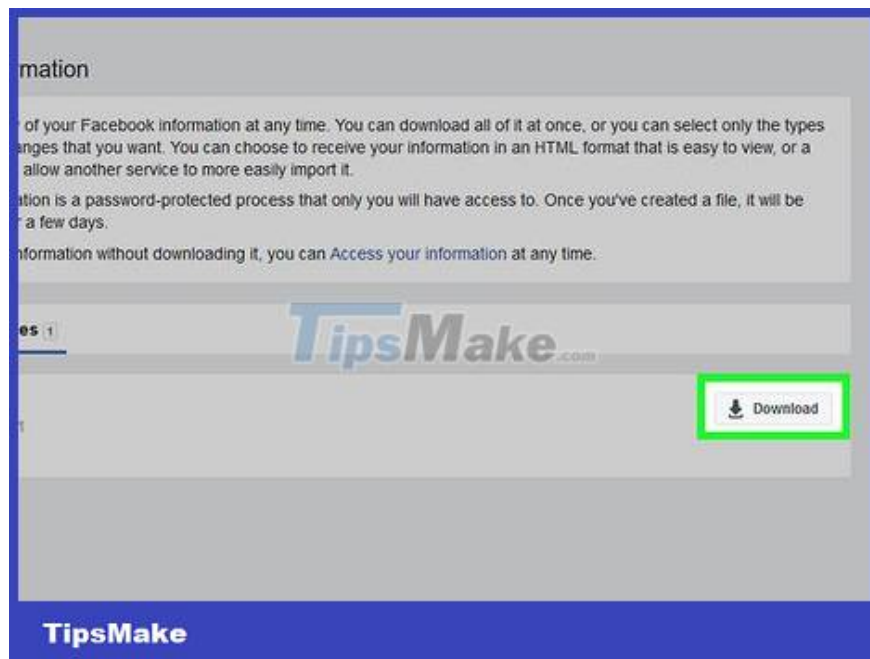 mation
of your Facebook information at any time. You can download all of it at once, or you can select only the types
anges that you want. You can choose to receive your information in an HTML format that is easy to view, or a
allow another service to more easily import it.
ation is a password-protected process that only you will have access to. Once you've created a file, it will be
a few days.
nformation without downloading it, you can Access your information at any time.
es 1
TipsMake.com
Download
TipsMake